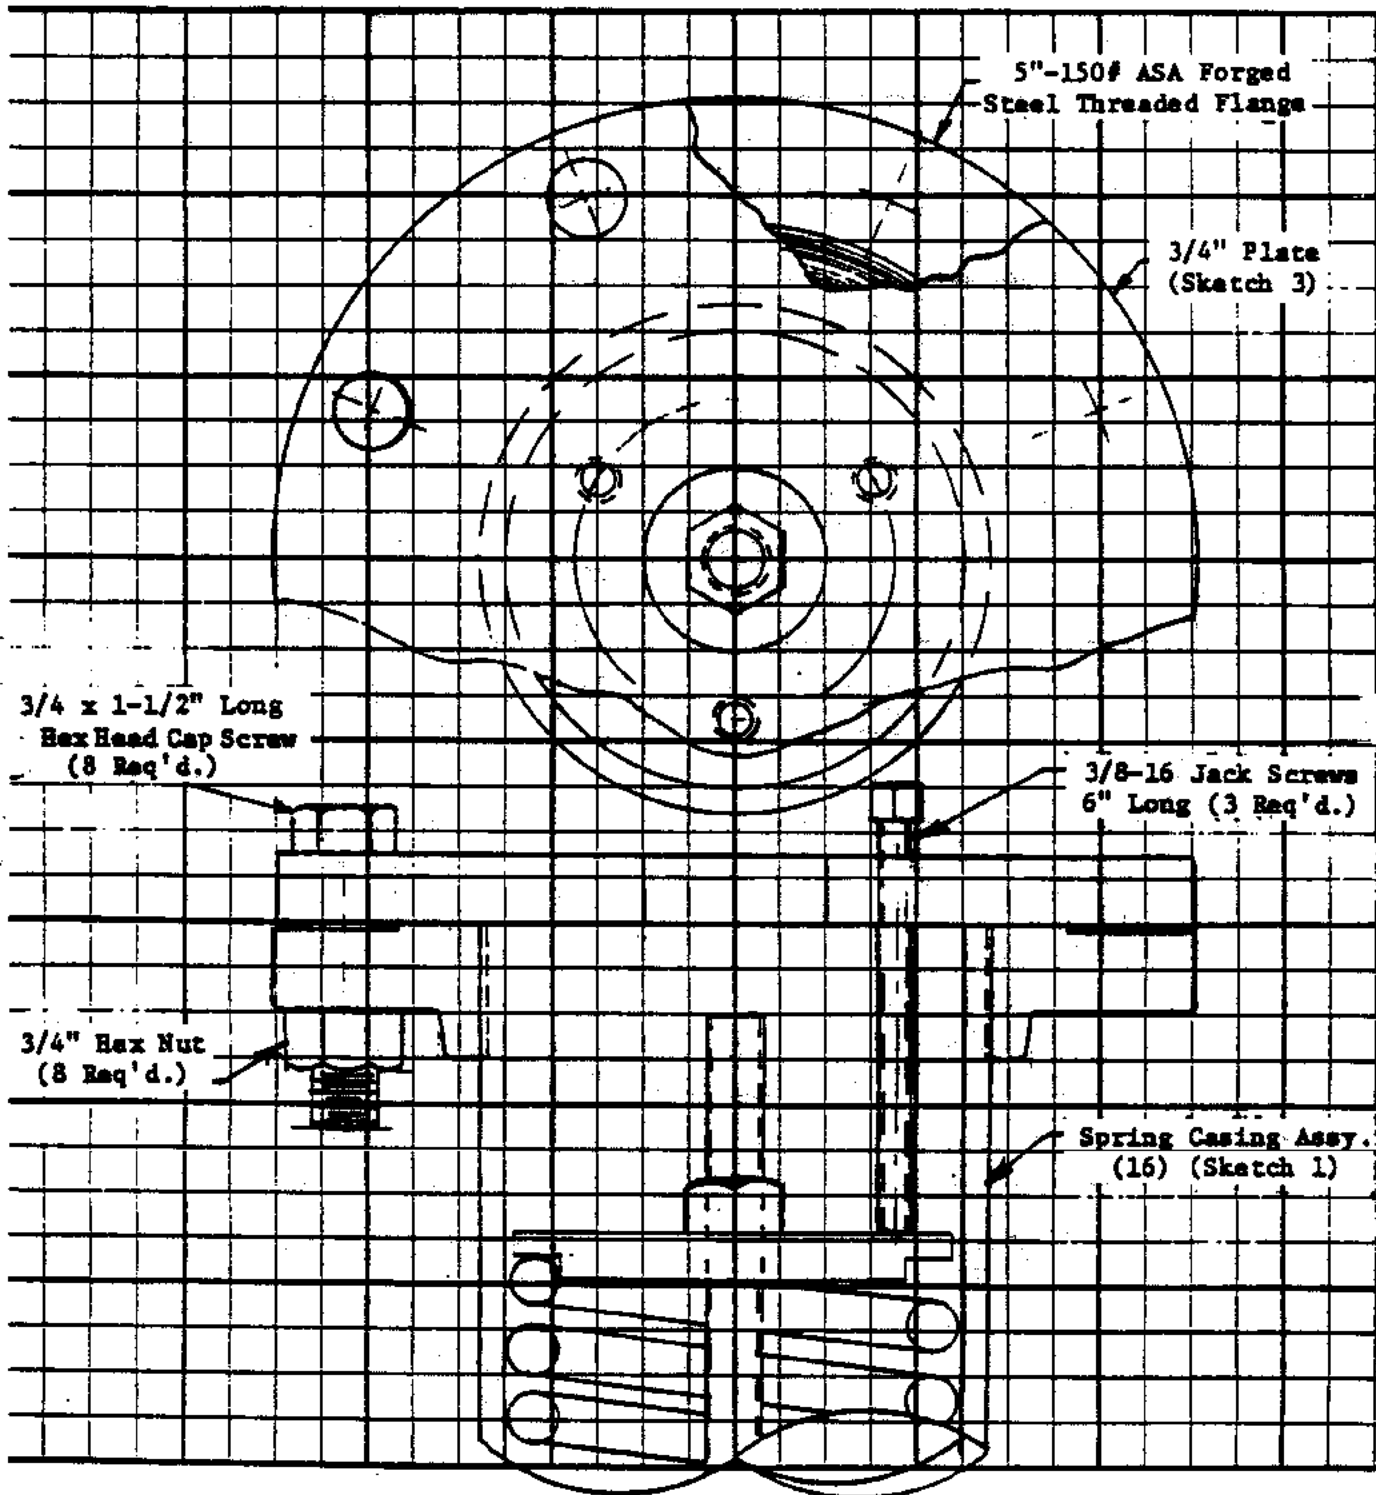 5"-150# ASA Forged
Steel Threaded Flange
3/4" Plate
(Sketch 3)
3/4 x 1-1/2" Long
Hex Head Cap Screw
(8 Req'd.)
3/8-16 Jack Screws
6" Long (3 Req'd.)
3/4" Hex Nut
(8 Req'd.)
Spring Casing Assy.
(16) (Sketch 1)